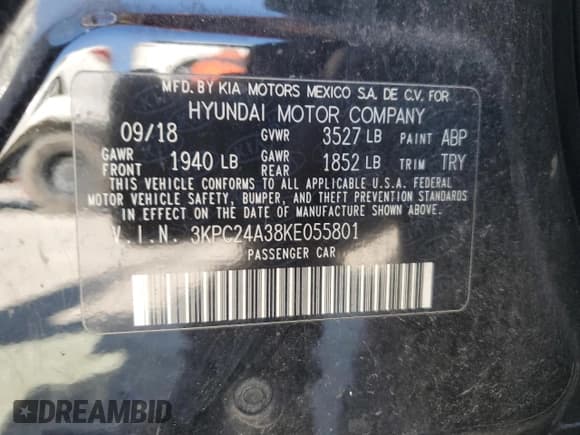 MFD. BY KIA MOTORS MEXICO S.A. DE C.V. FOR
HYUNDAI MOTOR COMPANY
09/18 GVWR 3527 LB PAINT ABP
GAWR FRONT 1940 LB GAWR REAR 1852 LB TRIM TRY
THIS VEHICLE CONFORMS TO ALL APPLICABLE U.S.A. FEDERAL
MOTOR VEHICLE SAFETY, BUMPER, AND THEFT PREVENTION STANDARDS
IN EFFECT ON THE DATE OF MANUFACTURE SHOWN ABOVE.
V.I.N. 3KPC24A38KE055801
PASSENGER CAR
DREAMBID